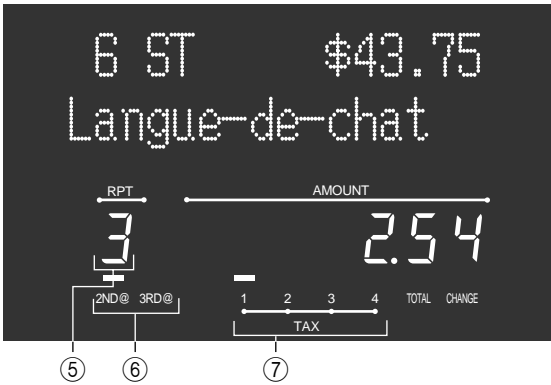 6 ST $43.75
Langue-de-chat
RPT AMOUNT
3 2.54
2ND@ 3RD@ 1 2 3 4 TOTAL CHANGE
TAX
⑤ ⑥ ⑦